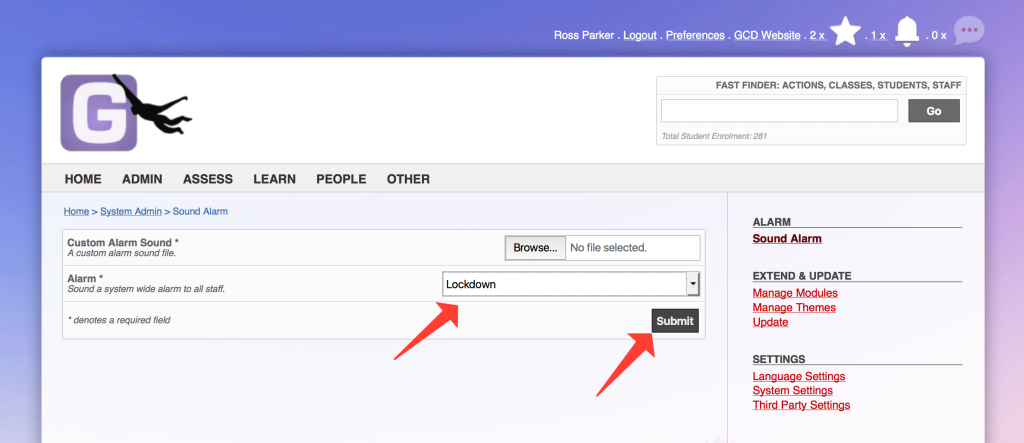 Ross Parker . Logout . Preferences . GCD Website . 2 x . 1 x . 0 x
G
FAST FINDER: ACTIONS, CLASSES, STUDENTS, STAFF
Go
Total Student Enrolment: 281
HOME ADMIN ASSESS LEARN PEOPLE OTHER
Home > System Admin > Sound Alarm
Custom Alarm Sound *
A custom alarm sound file.
Browse... No file selected.
Alarm *
Sound a system wide alarm to all staff.
Lockdown
* denotes a required field
Submit
ALARM
Sound Alarm
EXTEND & UPDATE
Manage Modules
Manage Themes
Update
SETTINGS
Language Settings
System Settings
Third Party Settings